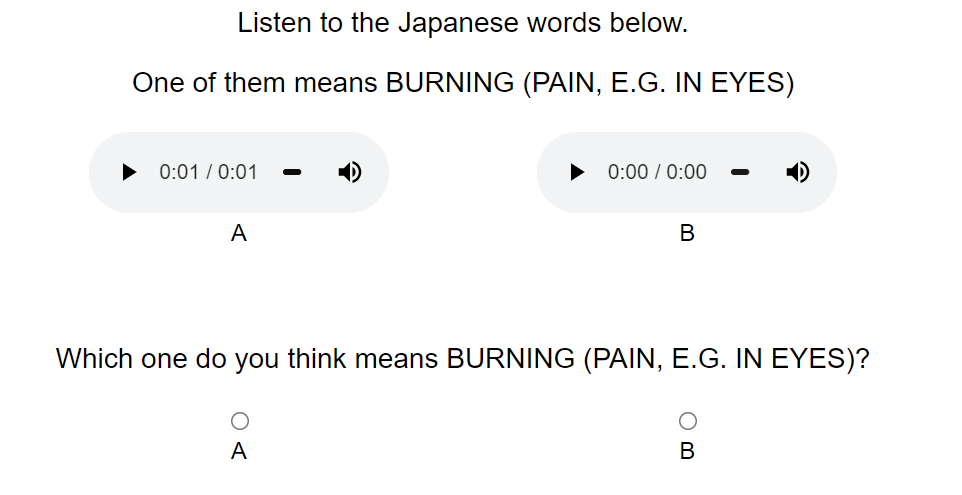 Listen to the Japanese words below.
One of them means BURNING (PAIN, E.G. IN EYES)
0:01 / 0:01
0:00 / 0:00
A
B
Which one do you think means BURNING (PAIN, E.G. IN EYES)?
A
B